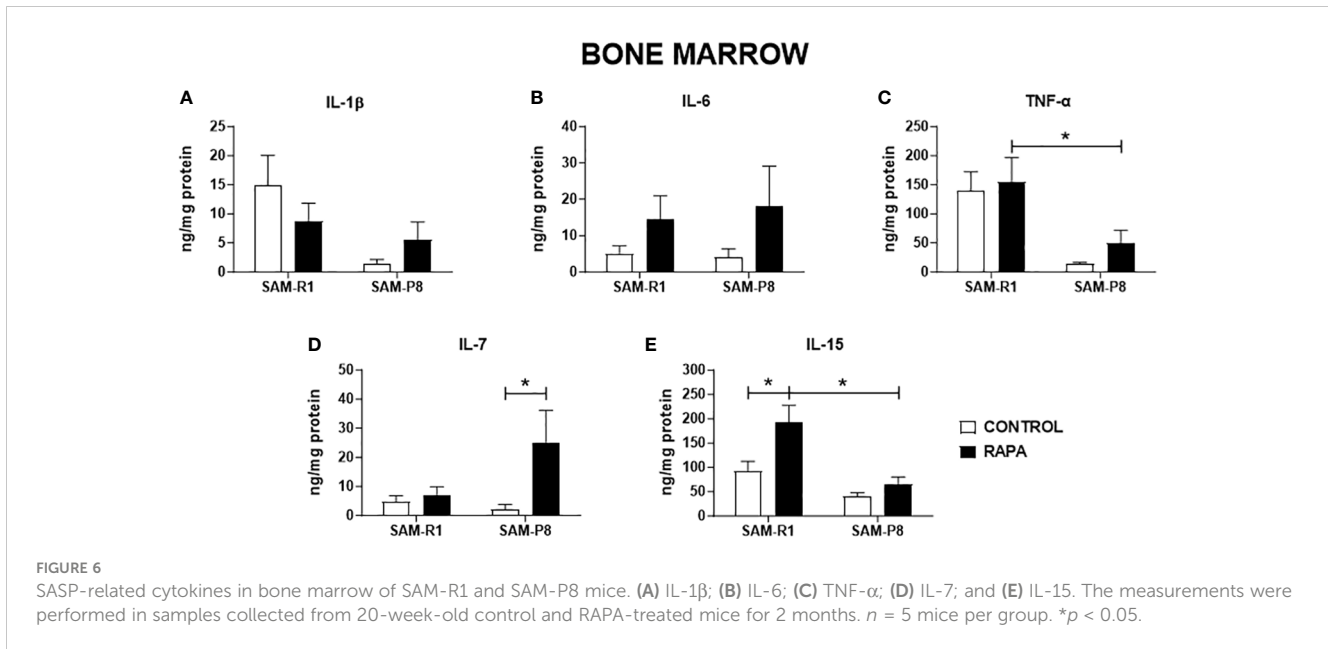 BONE MARROW
A
IL-1β
ng/mg protein
25
20
15
10
5
0
SAM-R1
SAM-P8
B
IL-6
ng/mg protein
40
30
20
10
0
SAM-R1
SAM-P8
C
TNF-α
ng/mg protein
250
200
150
100
50
0
*
SAM-R1
SAM-P8
D
IL-7
ng/mg protein
50
40
30
20
10
0
*
SAM-R1
SAM-P8
E
IL-15
ng/mg protein
300
250
200
150
100
50
0
*
*
SAM-R1
SAM-P8
CONTROL
RAPA
FIGURE 6
SASP-related cytokines in bone marrow of SAM-R1 and SAM-P8 mice. (A) IL-1β; (B) IL-6; (C) TNF-α; (D) IL-7; and (E) IL-15. The measurements were
performed in samples collected from 20-week-old control and RAPA-treated mice for 2 months. n = 5 mice per group. *p < 0.05.